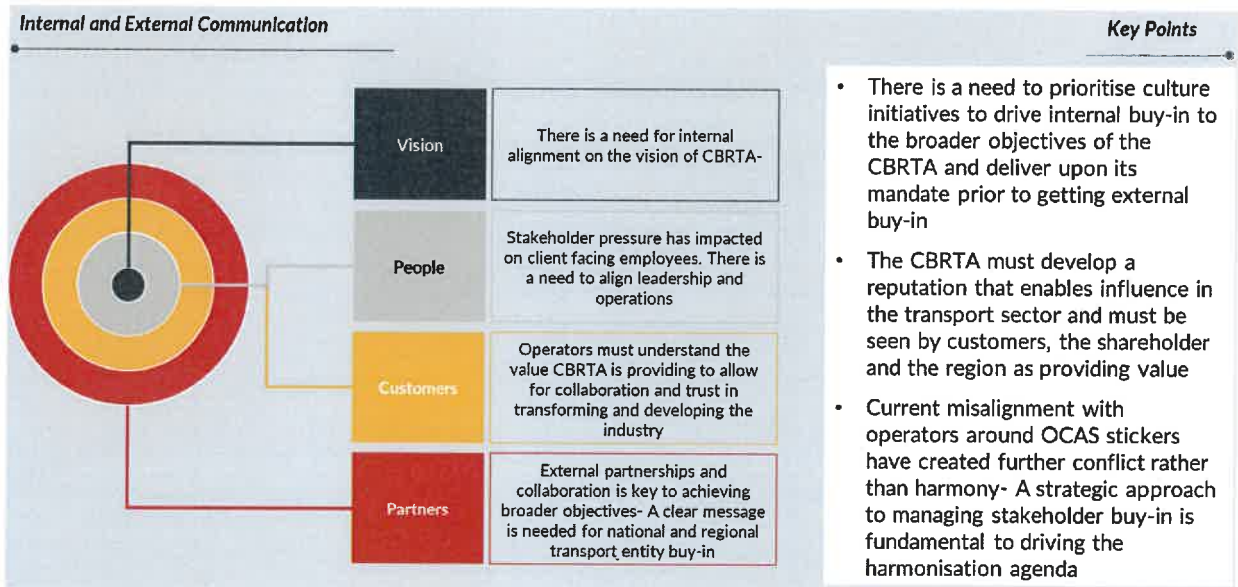 Internal and External Communication
Key Points
Vision
There is a need for internal
alignment on the vision of CBRTA-
People
Stakeholder pressure has impacted
on client facing employees. There is
a need to align leadership and
operations
Customers
Operators must understand the
value CBRTA is providing to allow
for collaboration and trust in
transforming and developing the
industry
Partners
External partnerships and
collaboration is key to achieving
broader objectives- A clear message
is needed for national and regional
transport entity buy-in
• There is a need to prioritise culture
initiatives to drive internal buy-in to
the broader objectives of the
CBRTA and deliver upon its
mandate prior to getting external
buy-in
• The CBRTA must develop a
reputation that enables influence in
the transport sector and must be
seen by customers, the shareholder
and the region as providing value
• Current misalignment with
operators around OCAS stickers
have created further conflict rather
than harmony- A strategic approach
to managing stakeholder buy-in is
fundamental to driving the
harmonisation agenda